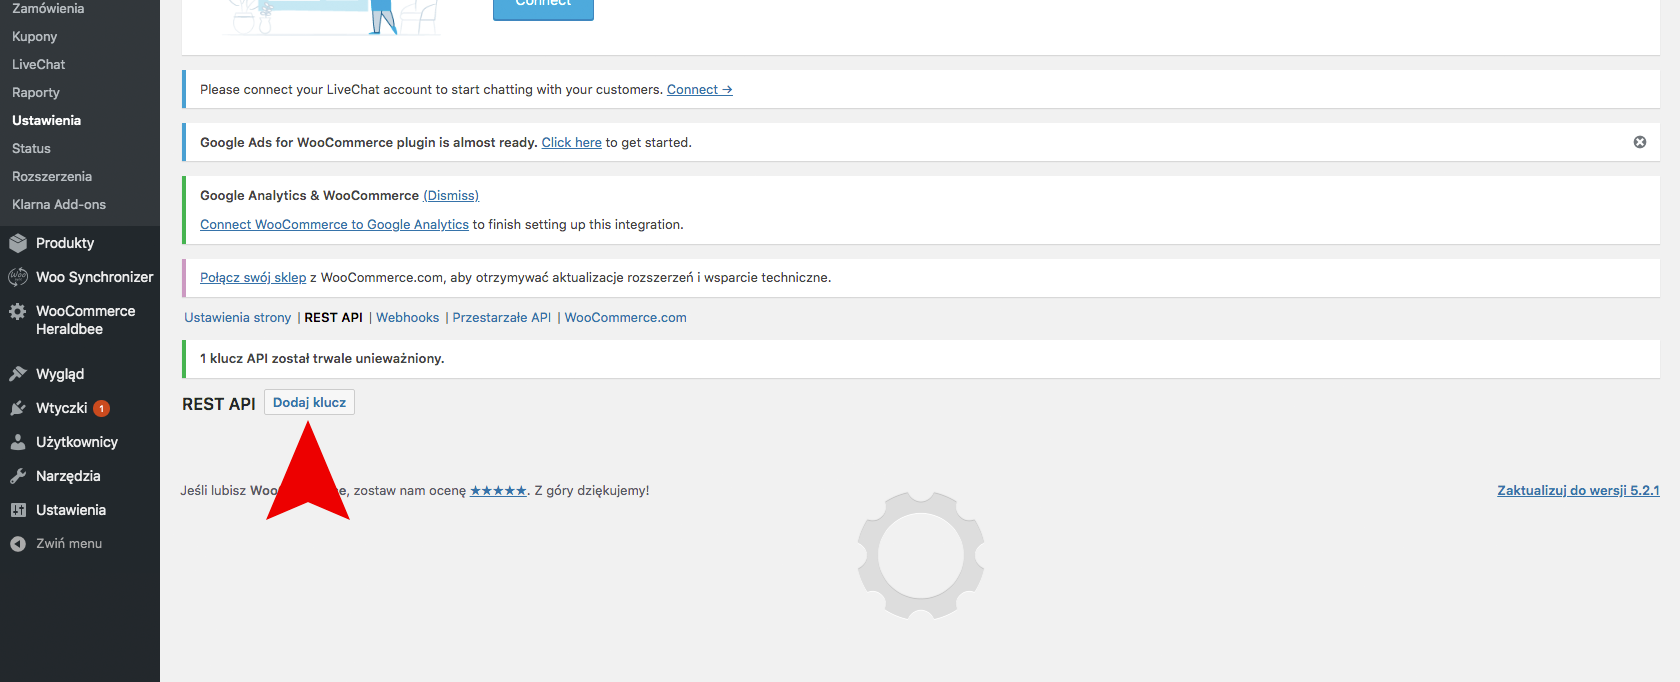 Zamówienia
Kupony
LiveChat
Raporty
Ustawienia
Status
Rozszerzenia
Klarna Add-ons
Produkty
Woo Synchronizer
WooCommerce
Heraldbee
Wygląd
Wtyczki 1
Użytkownicy
Narzędzia
Ustawienia
Zwiń menu
Connect
Please connect your LiveChat account to start chatting with your customers. Connect →
Google Ads for WooCommerce plugin is almost ready. Click here to get started.
Google Analytics & WooCommerce (Dismiss)
Connect WooCommerce to Google Analytics to finish setting up this integration.
Połącz swój sklep z WooCommerce.com, aby otrzymywać aktualizacje rozszerzeń i wsparcie techniczne.
Ustawienia strony | REST API | Webhooks | Przestarzałe API | WooCommerce.com
1 klucz API został trwale unieważniony.
REST API Dodaj klucz
Jeśli lubisz Woo e, zostaw nam ocenę ★★★★★. Z góry dziękujemy!
Zaktualizuj do wersji 5.2.1